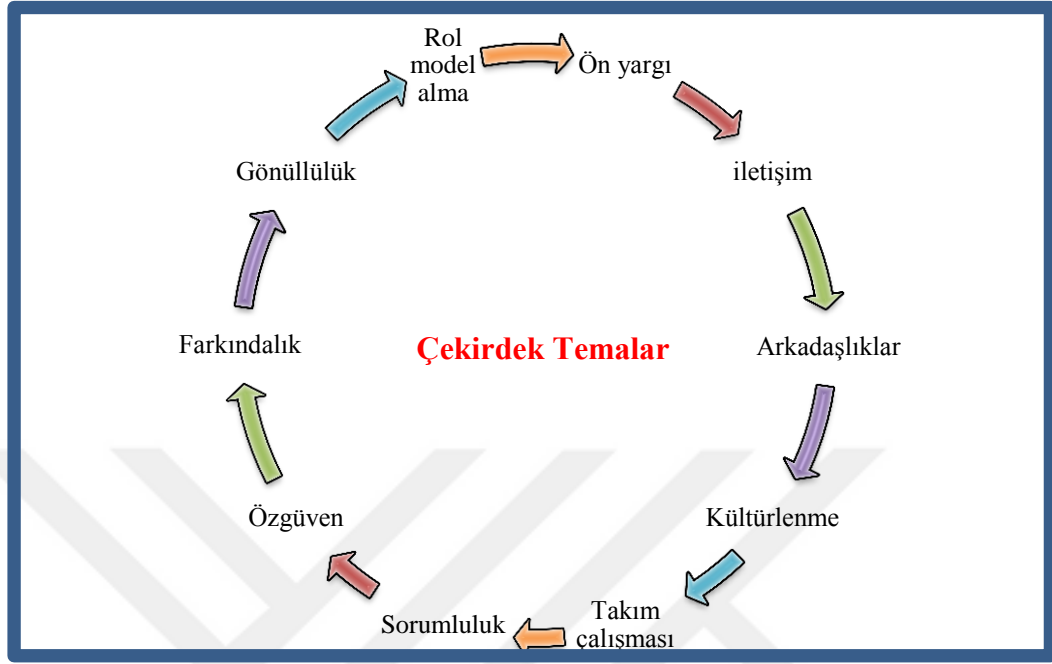 Rol
model
alma
Ön yargı
iletişim
Arkadaşlıklar
Kültürlenme
Takım
çalışması
Sorumluluk
Özgüven
Farkındalık
Gönüllülük
Çekirdek Temalar